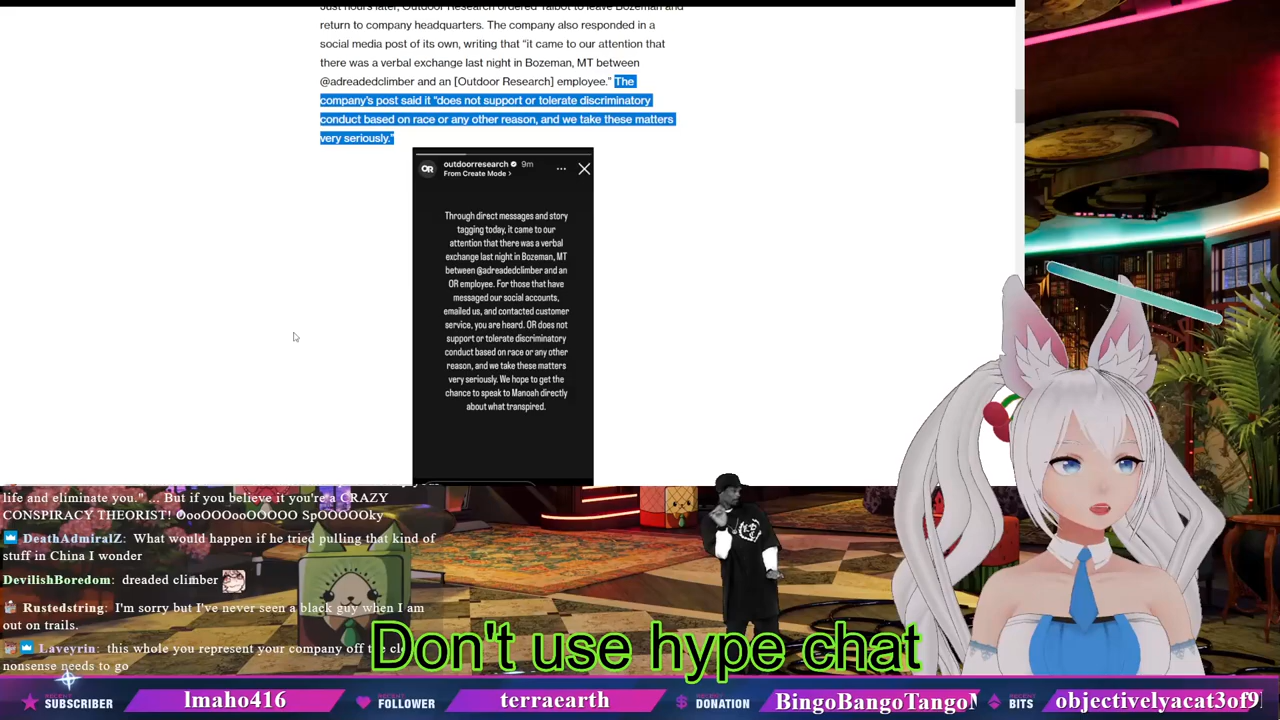 Just hours later, Outdoor Research ordered Talbot to leave Bozeman and
return to company headquarters. The company also responded in a
social media post of its own, writing that “it came to our attention that
there was a verbal exchange last night in Bozeman, MT between
@adreadedclimber and an [Outdoor Research] employee.” The
company’s post said it “does not support or tolerate discriminatory
conduct based on race or any other reason, and we take these matters
very seriously.”
OR outdoorresearch 9m
From Create Mode >
Through direct messages and story
tagging today, it came to our
attention that there was a verbal
exchange last night in Bozeman, MT
between @adreadedclimber and an
OR employee. For those that have
messaged our social accounts,
emailed us, and contacted customer
service, you are heard. OR does not
support or tolerate discriminatory
conduct based on race or any other
reason, and we take these matters
very seriously. We hope to get the
chance to speak to Manoah directly
about what transpired.
life and eliminate you." ... But if you believe it you're a CRAZY
CONSPIRACY THEORIST! OooOOOooOOOOO SpOOOOOky
DeathAdmiralZ: What would happen if he tried pulling that kind of
stuff in China I wonder
DevilishBoredom: dreaded climber
Rustedstring: I'm sorry but I've never seen a black guy when I am
out on trails.
Laveyrin: this whole you represent your company off the clo
nonsense needs to go
Don't use hype chat
RECENT SUBSCRIBER lmaho416 RECENT FOLLOWER terraearth RECENT DONATION BingoBangoTango RECENT BITS objectivelyacat3of9